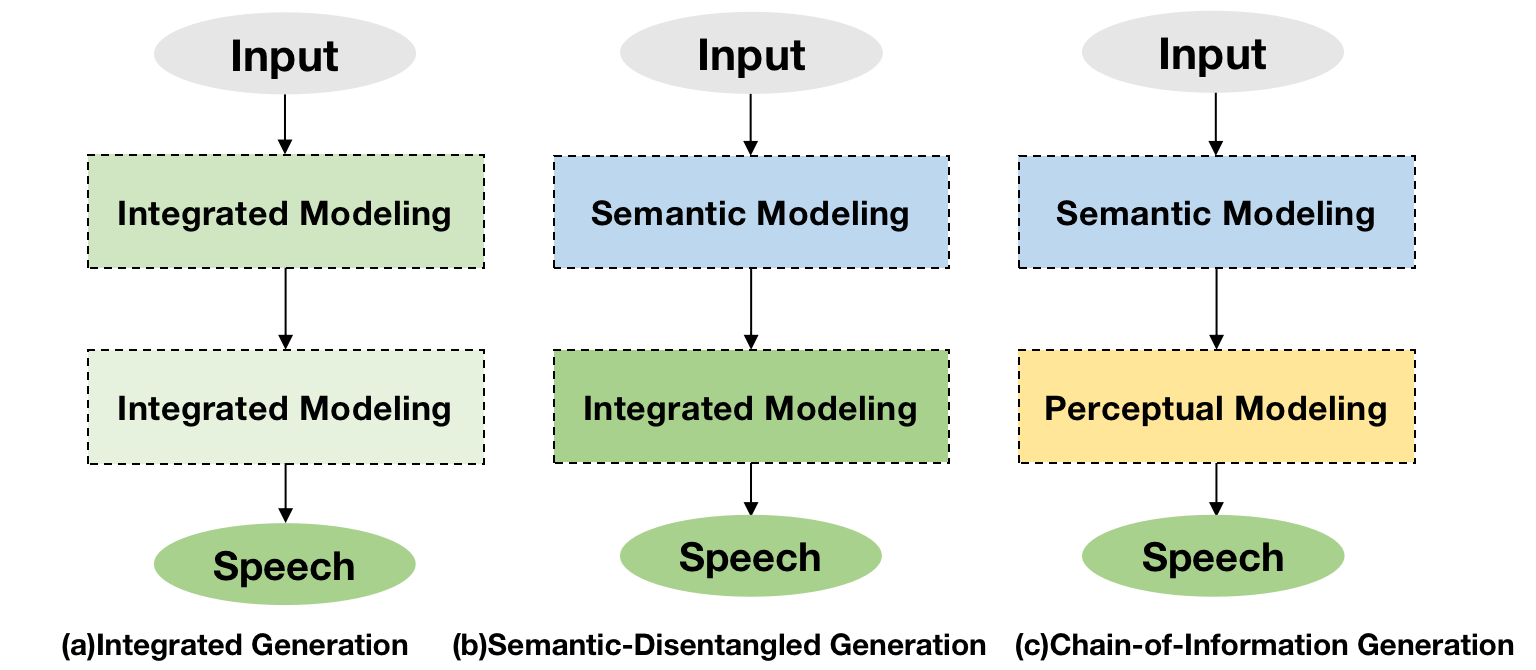 Input
Integrated Modeling
Integrated Modeling
Speech
(a)Integrated Generation
Input
Semantic Modeling
Integrated Modeling
Speech
(b)Semantic-Disentangled Generation
Input
Semantic Modeling
Perceptual Modeling
Speech
(c)Chain-of-Information Generation